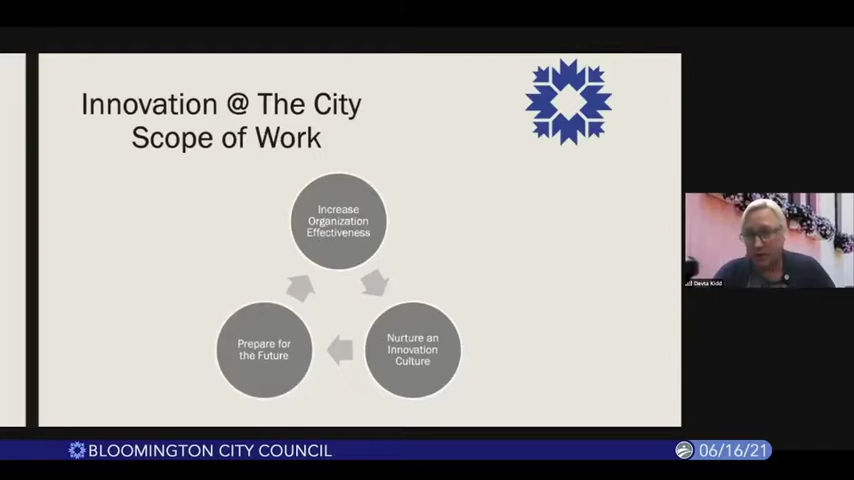 Innovation @ The City
Scope of Work
Increase
Organization
Effectiveness
Prepare for
the Future
Nurture an
Innovation
Culture
Devta Kidd
BLOOMINGTON CITY COUNCIL
06/16/21